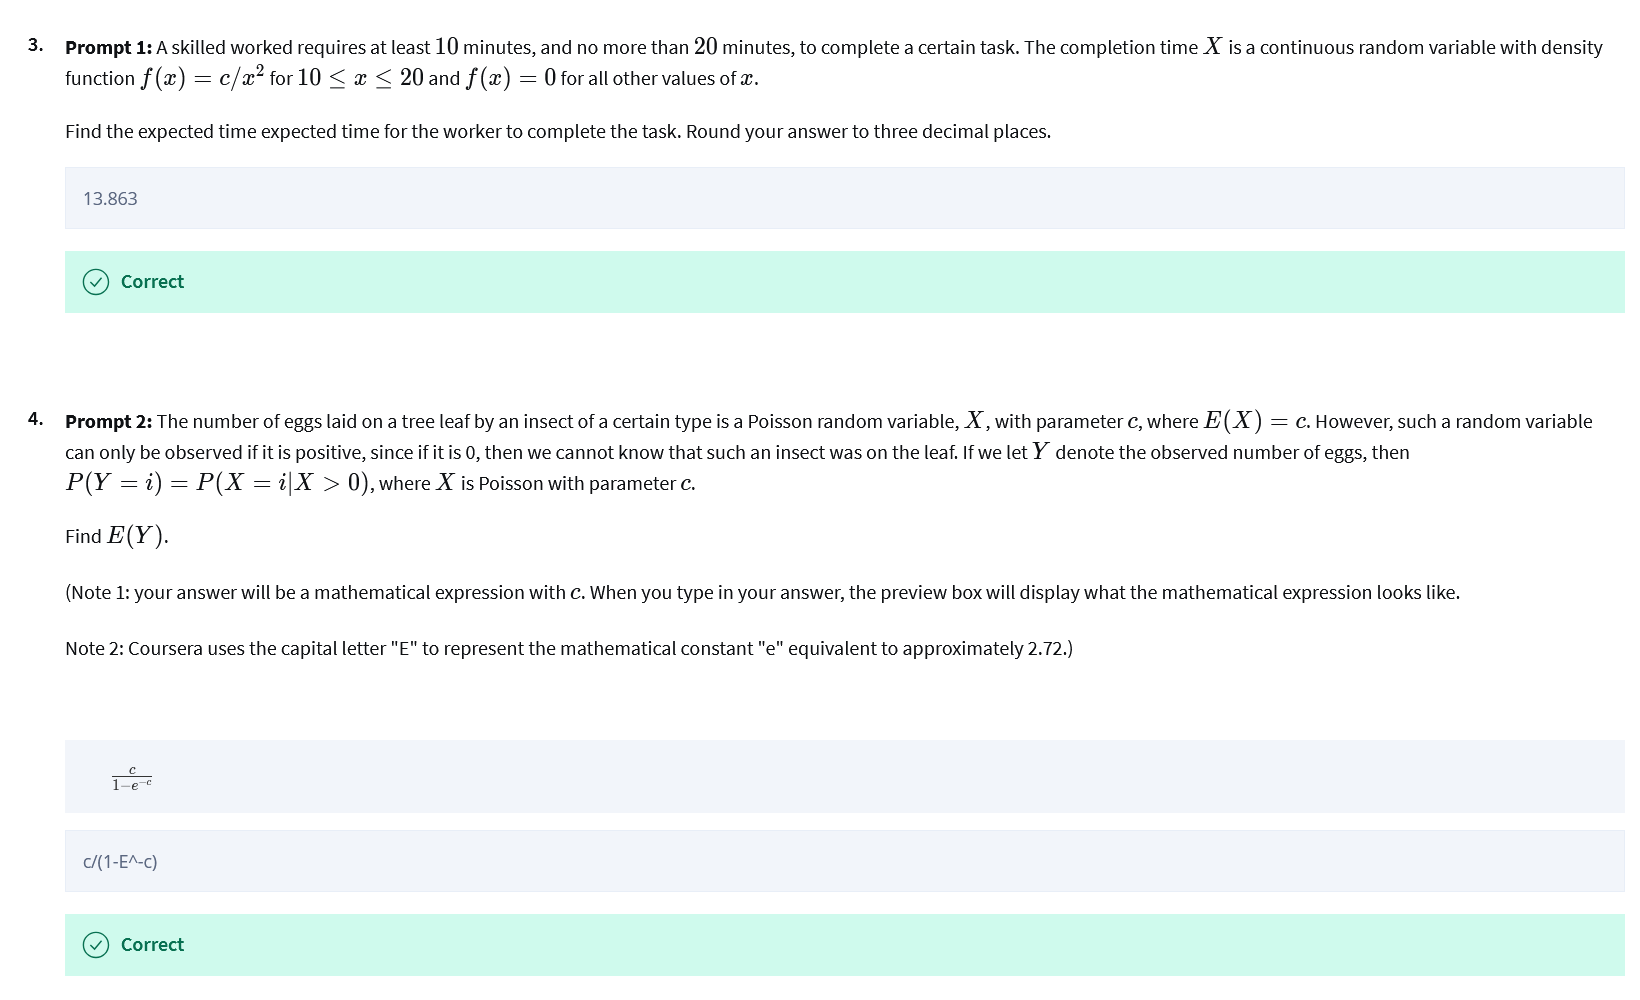 3. Prompt 1: A skilled worked requires at least 10 minutes, and no more than 20 minutes, to complete a certain task. The completion time X is a continuous random variable with density
function f(x) = c/x² for 10 ≤ x ≤ 20 and f(x) = 0 for all other values of x.
Find the expected time expected time for the worker to complete the task. Round your answer to three decimal places.
13.863
Correct
4. Prompt 2: The number of eggs laid on a tree leaf by an insect of a certain type is a Poisson random variable, X, with parameter c, where E(X) = c. However, such a random variable
can only be observed if it is positive, since if it is 0, then we cannot know that such an insect was on the leaf. If we let Y denote the observed number of eggs, then
P(Y = i) = P(X = i|X > 0), where X is Poisson with parameter c.
Find E(Y).
(Note 1: your answer will be a mathematical expression with c. When you type in your answer, the preview box will display what the mathematical expression looks like.
Note 2: Coursera uses the capital letter "E" to represent the mathematical constant "e" equivalent to approximately 2.72.)
c
1−e⁻ᶜ
c/(1-E^-c)
Correct